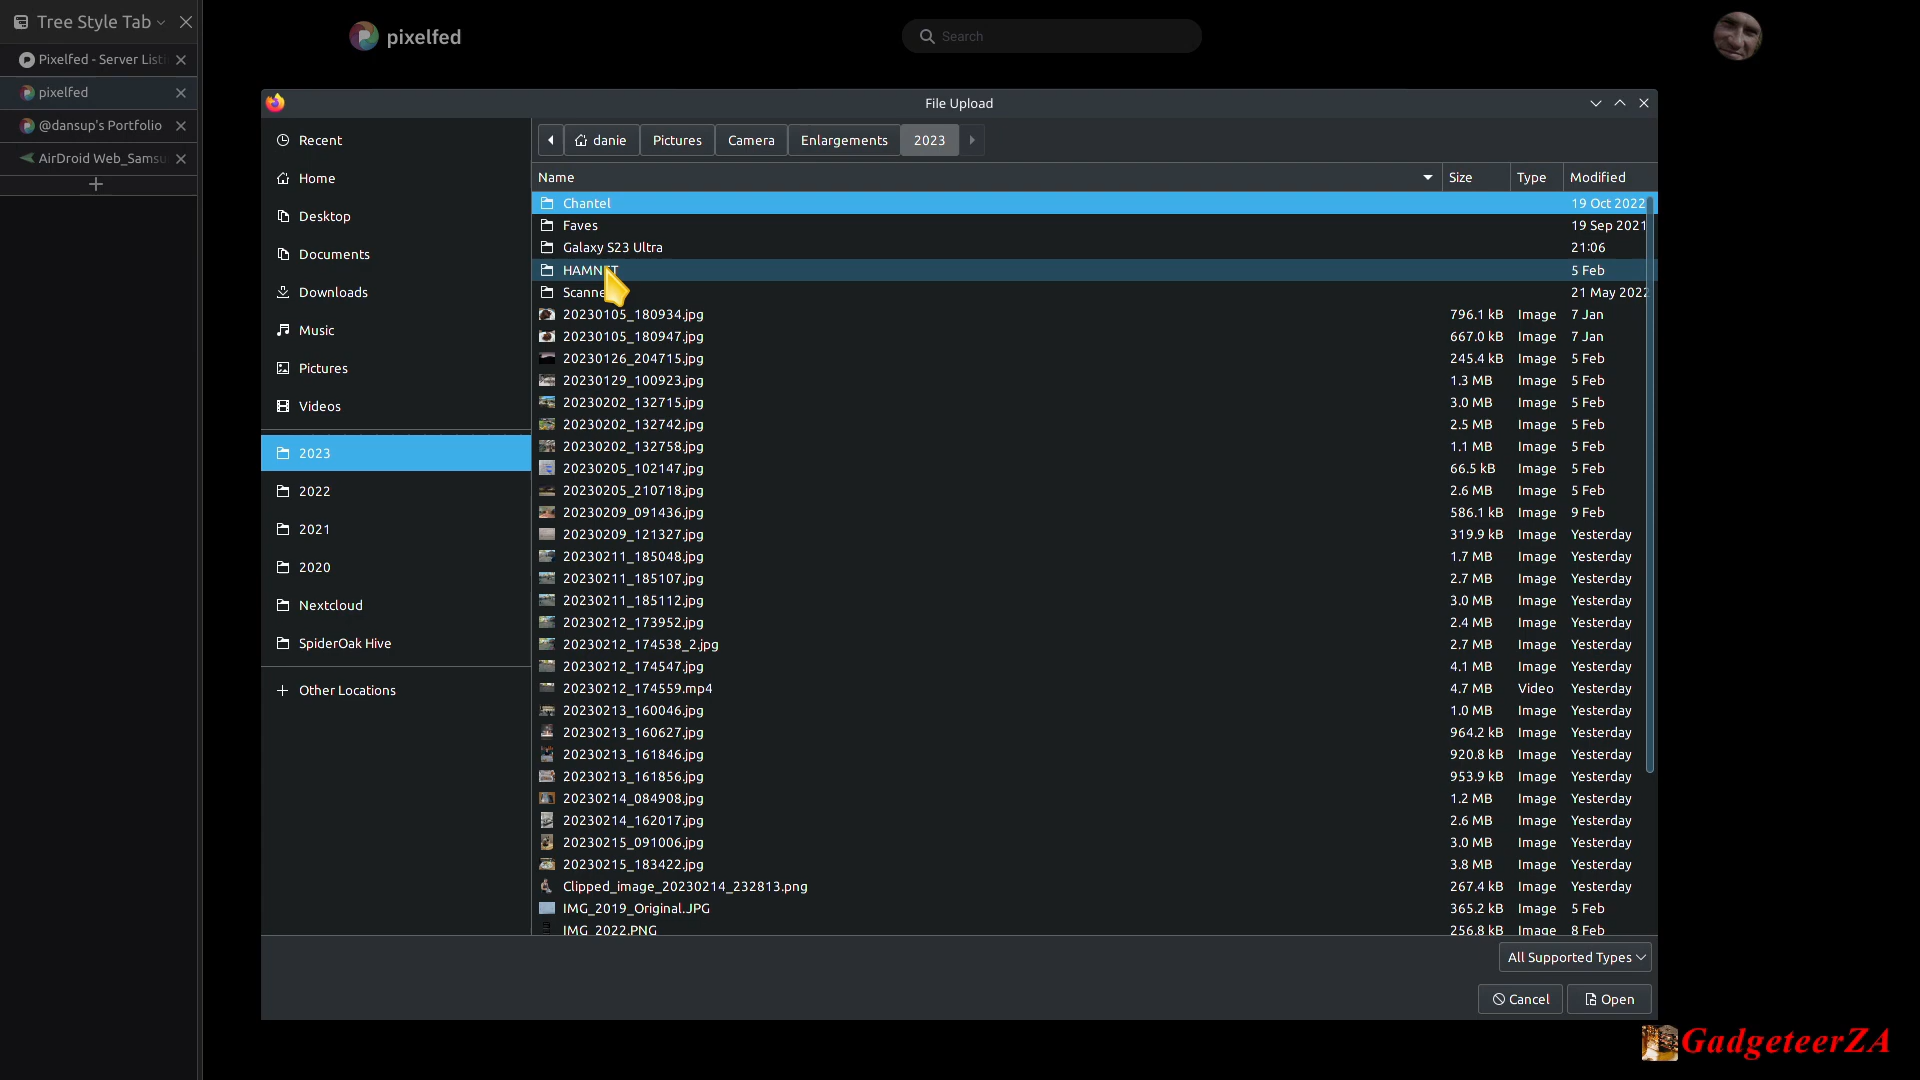 Tree Style Tab
Pixelfed - Server Listi
pixelfed
@dansup's Portfolio
AirDroid Web_Samsu
pixelfed
Search
File Upload
Recent
Home
Desktop
Documents
Downloads
Music
Pictures
Videos
2023
2022
2021
2020
Nextcloud
SpiderOak Hive
Other Locations
danie Pictures Camera Enlargements 2023
Name Size Type Modified
Chantel 19 Oct 2022
Faves 19 Sep 2021
Galaxy S23 Ultra 21:06
HAMNET 5 Feb
Scanne 21 May 2022
20230105_180934.jpg 796.1 kB Image 7 Jan
20230105_180947.jpg 667.0 kB Image 7 Jan
20230126_204715.jpg 245.4 kB Image 5 Feb
20230129_100923.jpg 1.3 MB Image 5 Feb
20230202_132715.jpg 3.0 MB Image 5 Feb
20230202_132742.jpg 2.5 MB Image 5 Feb
20230202_132758.jpg 1.1 MB Image 5 Feb
20230205_102147.jpg 66.5 kB Image 5 Feb
20230205_210718.jpg 2.6 MB Image 5 Feb
20230209_091436.jpg 586.1 kB Image 9 Feb
20230209_121327.jpg 319.9 kB Image Yesterday
20230211_185048.jpg 1.7 MB Image Yesterday
20230211_185107.jpg 2.7 MB Image Yesterday
20230211_185112.jpg 3.0 MB Image Yesterday
20230212_173952.jpg 2.4 MB Image Yesterday
20230212_174538_2.jpg 2.7 MB Image Yesterday
20230212_174547.jpg 4.1 MB Image Yesterday
20230212_174559.mp4 4.7 MB Video Yesterday
20230213_160046.jpg 1.0 MB Image Yesterday
20230213_160627.jpg 964.2 kB Image Yesterday
20230213_161846.jpg 920.8 kB Image Yesterday
20230213_161856.jpg 953.9 kB Image Yesterday
20230214_084908.jpg 1.2 MB Image Yesterday
20230214_162017.jpg 2.6 MB Image Yesterday
20230215_091006.jpg 3.0 MB Image Yesterday
20230215_183422.jpg 3.8 MB Image Yesterday
Clipped_image_20230214_232813.png 267.4 kB Image Yesterday
IMG_2019_Original.JPG 365.2 kB Image 5 Feb
IMG_2022.PNG 256.8 kB Image 8 Feb
All Supported Types
Cancel Open
GadgeteerZA